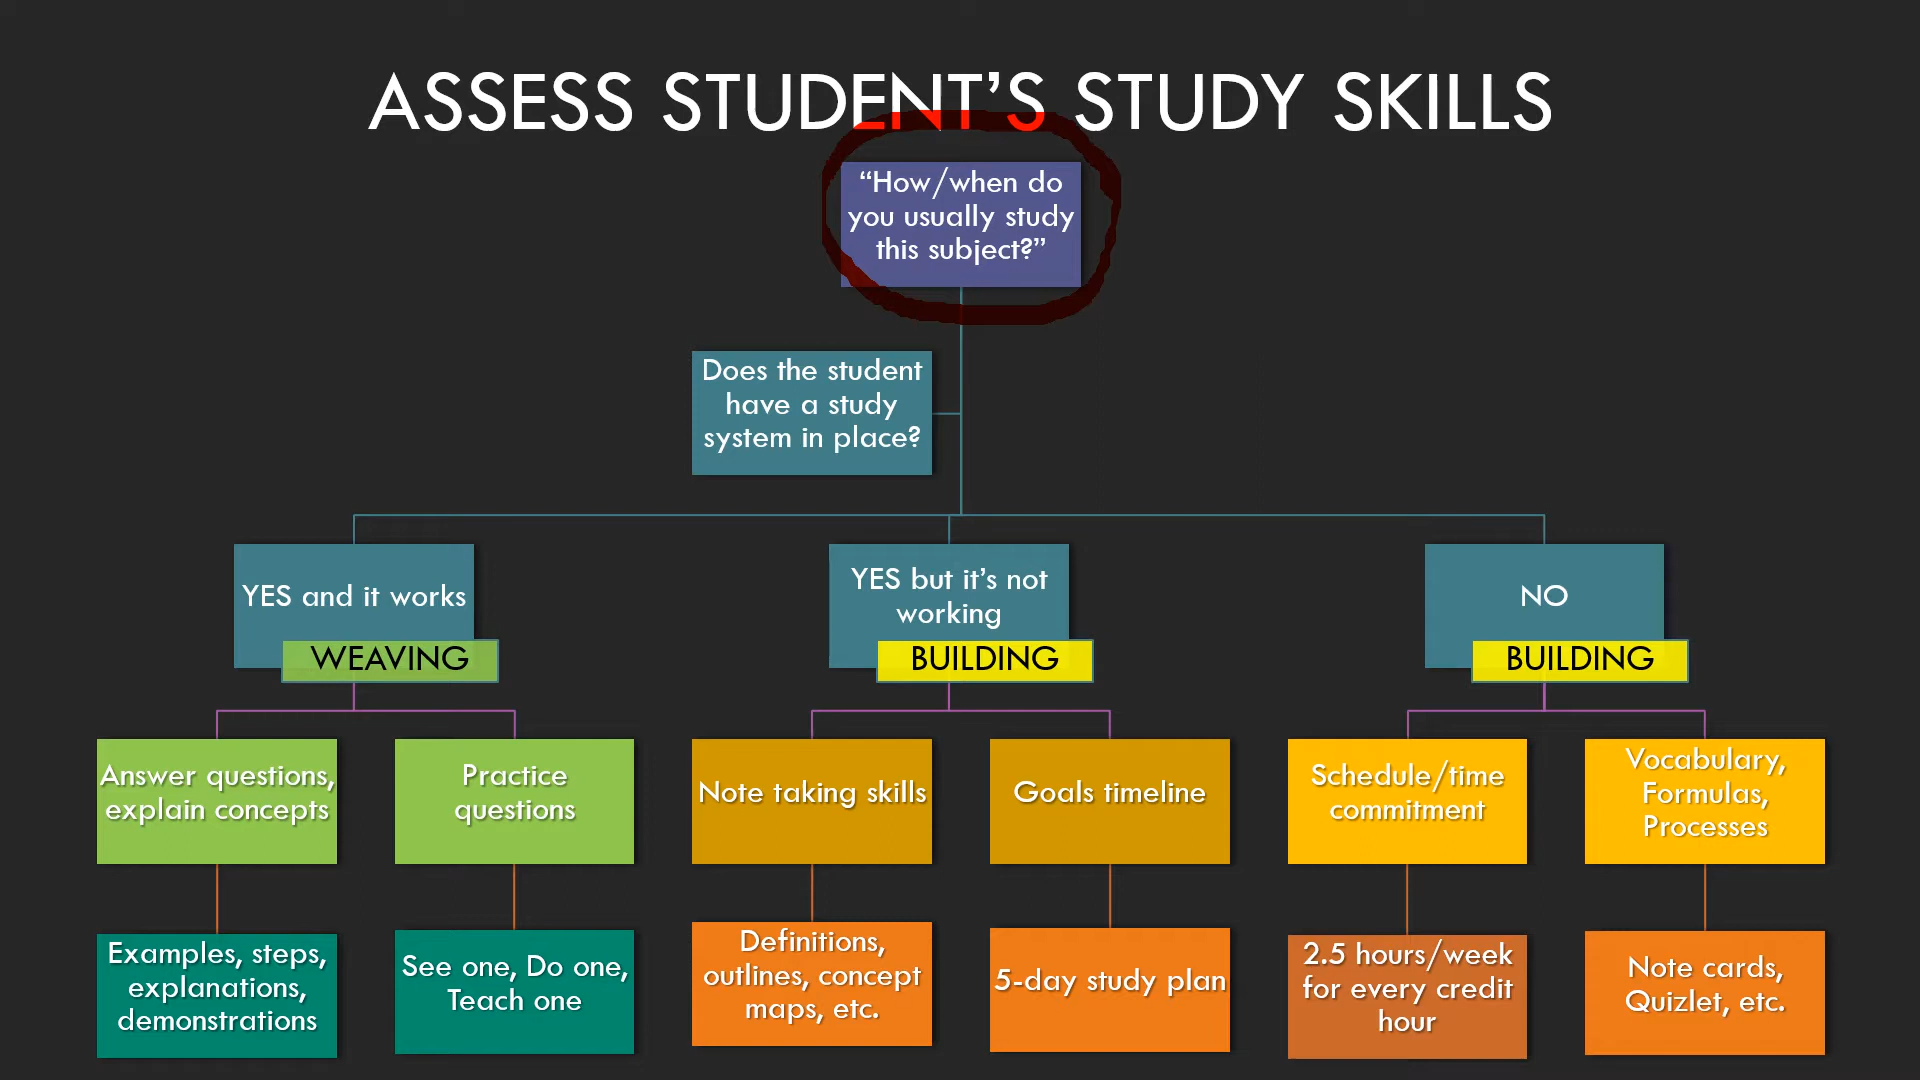 ASSESS STUDENT’S STUDY SKILLS
“How/when do
you usually study
this subject?”
Does the student
have a study
system in place?
YES and it works
WEAVING
YES but it’s not
working
BUILDING
NO
BUILDING
Answer questions,
explain concepts
Practice
questions
Note taking skills
Goals timeline
Schedule/time
commitment
Vocabulary,
Formulas,
Processes
Examples, steps,
explanations,
demonstrations
See one, Do one,
Teach one
Definitions,
outlines, concept
maps, etc.
5-day study plan
2.5 hours/week
for every credit
hour
Note cards,
Quizlet, etc.